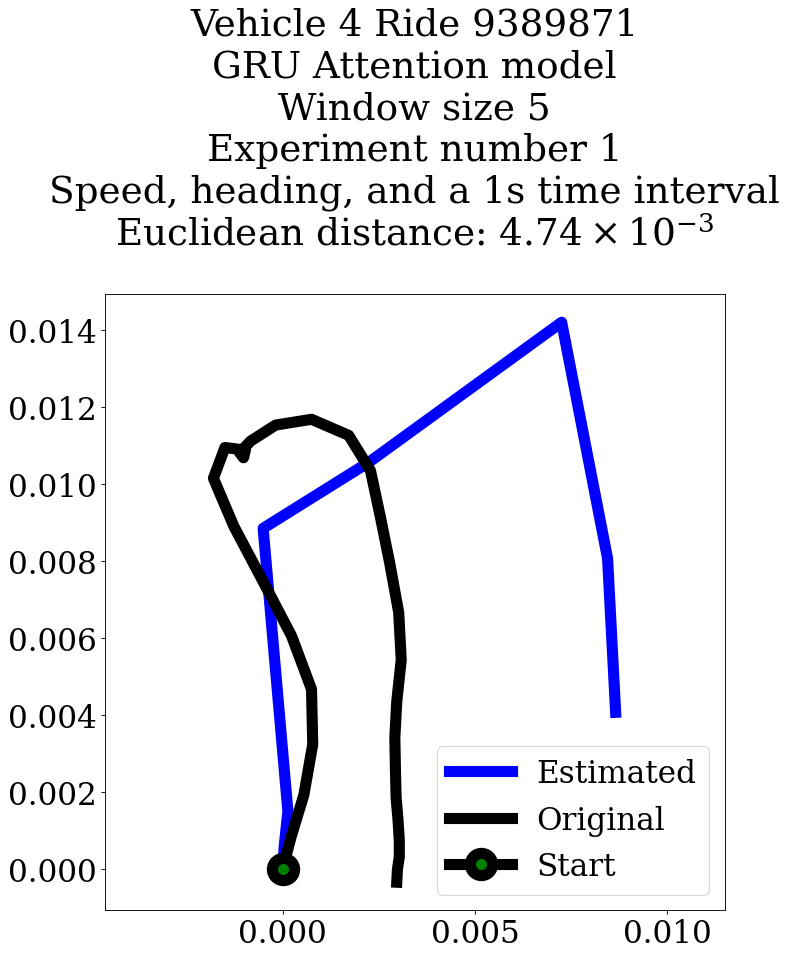 Vehicle 4 Ride 9389871
GRU Attention model
Window size 5
Experiment number 1
Speed, heading, and a 1s time interval
Euclidean distance: 4.74 × 10⁻³
0.014
0.012
0.010
0.008
0.006
0.004
0.002
0.000
Estimated
Original
Start
0.000 0.005 0.010